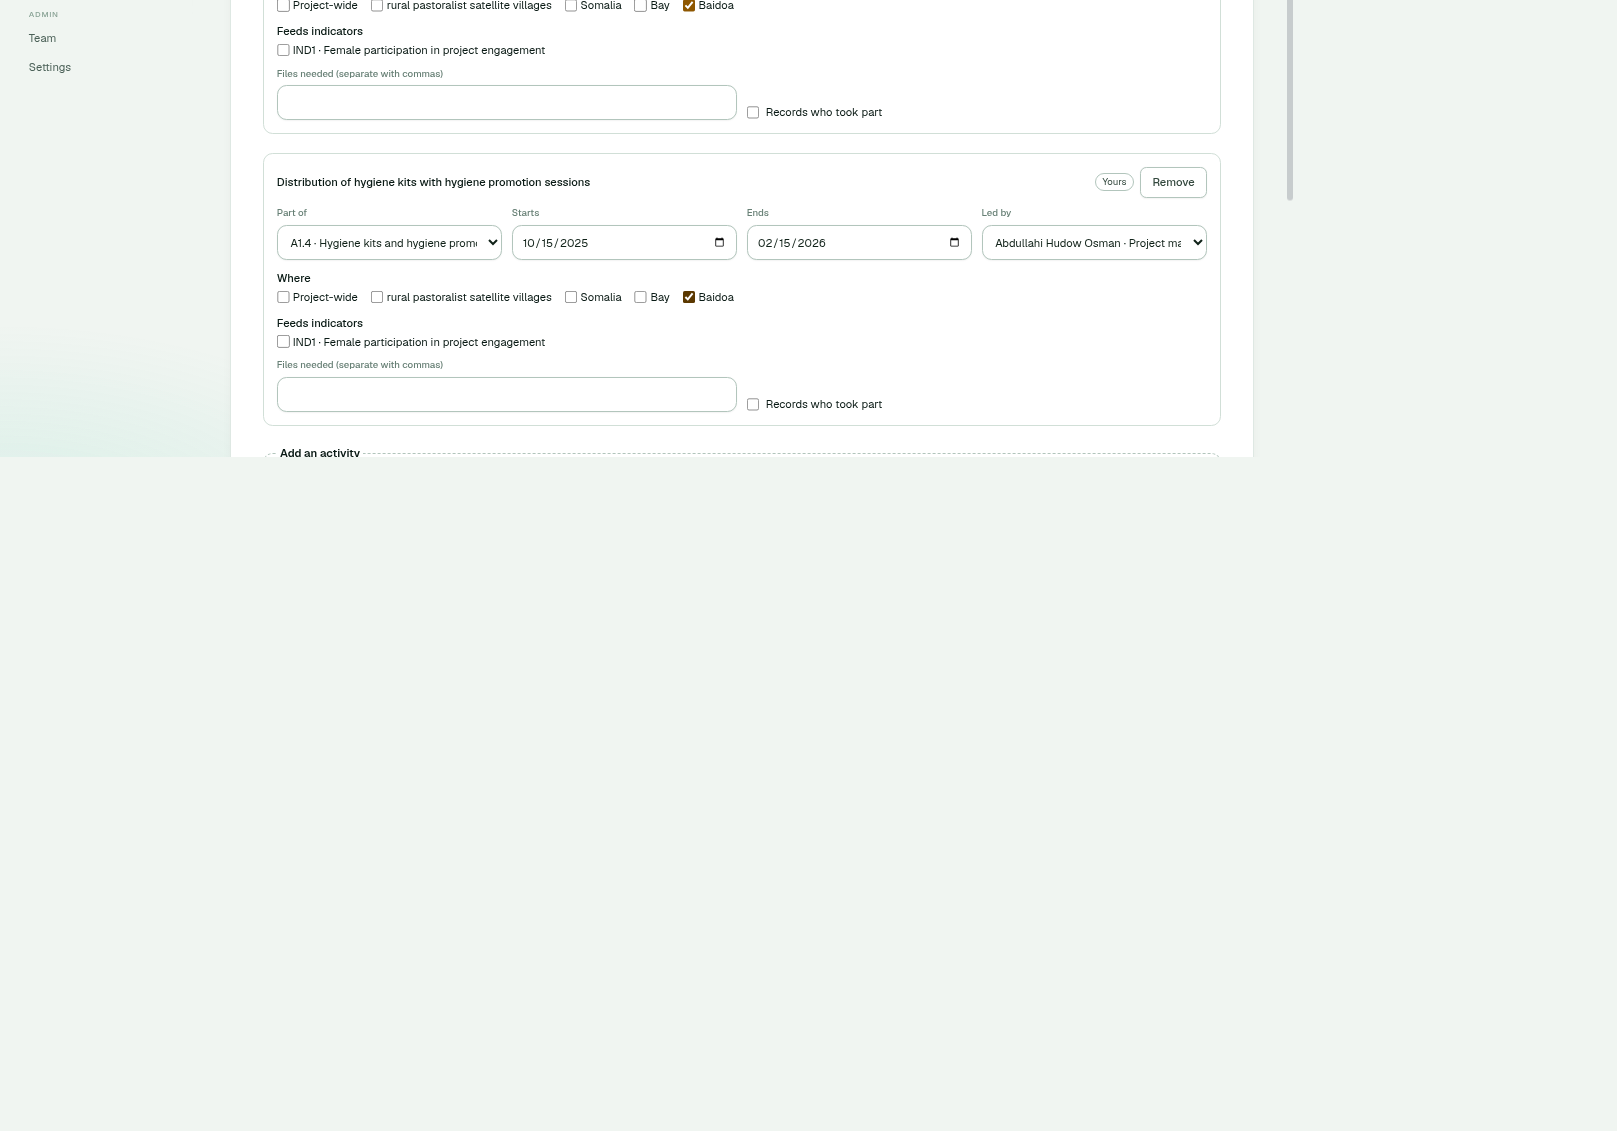 ADMIN
Team
Settings
Project-wide rural pastoralist satellite villages Somalia Bay Baidoa
Feeds indicators
IND1 · Female participation in project engagement
Files needed (separate with commas)
Records who took part
Distribution of hygiene kits with hygiene promotion sessions
Yours Remove
Part of Starts Ends Led by
A1.4 · Hygiene kits and hygiene prom 10/15/2025 02/15/2026 Abdullahi Hudow Osman · Project ma
Where
Project-wide rural pastoralist satellite villages Somalia Bay Baidoa
Feeds indicators
IND1 · Female participation in project engagement
Files needed (separate with commas)
Records who took part
Add an activity